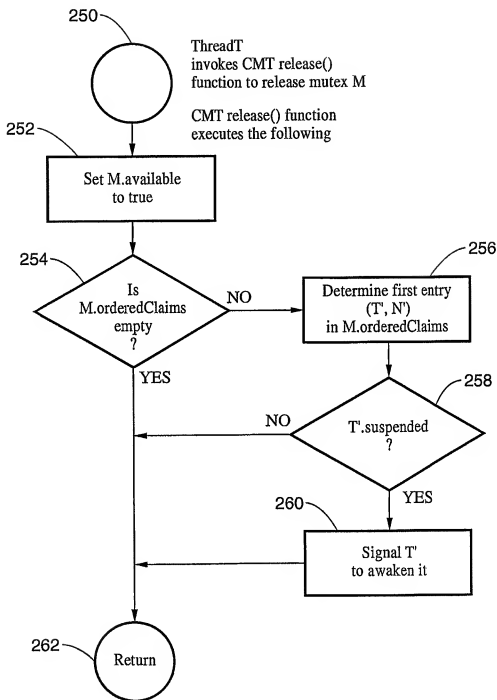 250
ThreadT
invokes CMT release()
function to release mutex M
CMT release() function
executes the following
252
Set M.available
to true
254
Is
M.orderedClaims
empty
?
NO
YES
256
Determine first entry
(T', N')
in M.orderedClaims
258
T'.suspended
?
NO
YES
260
Signal T'
to awaken it
262
Return